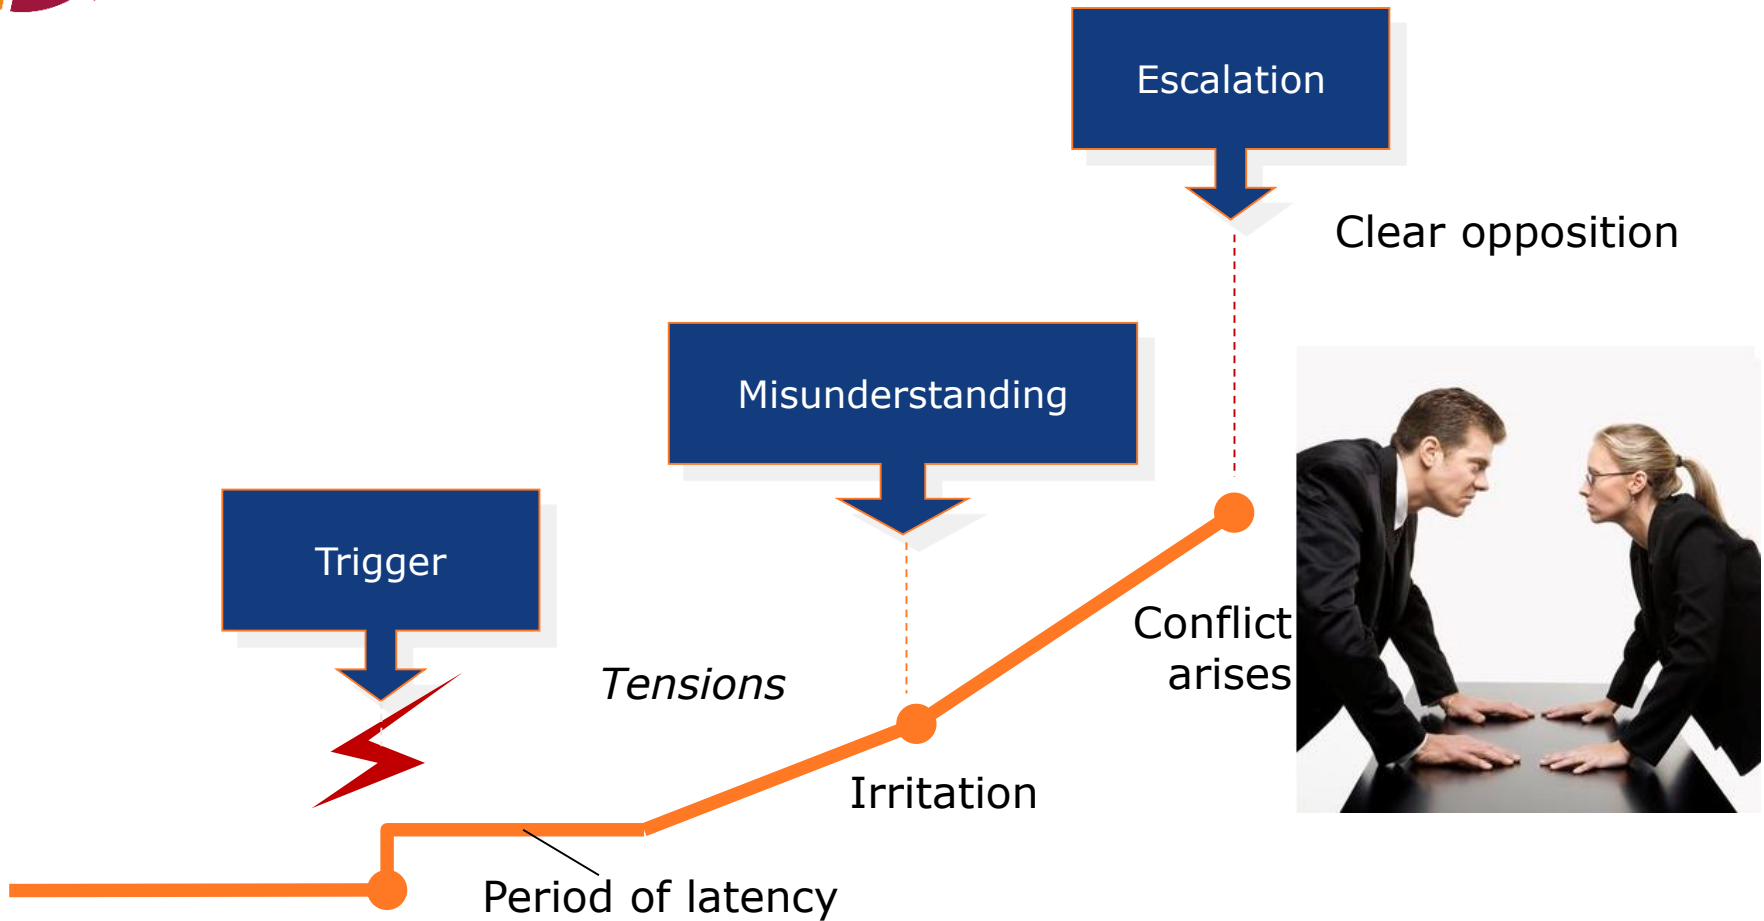 Escalation
Clear opposition
Misunderstanding
Trigger
Tensions
Conflict
arises
Irritation
Period of latency